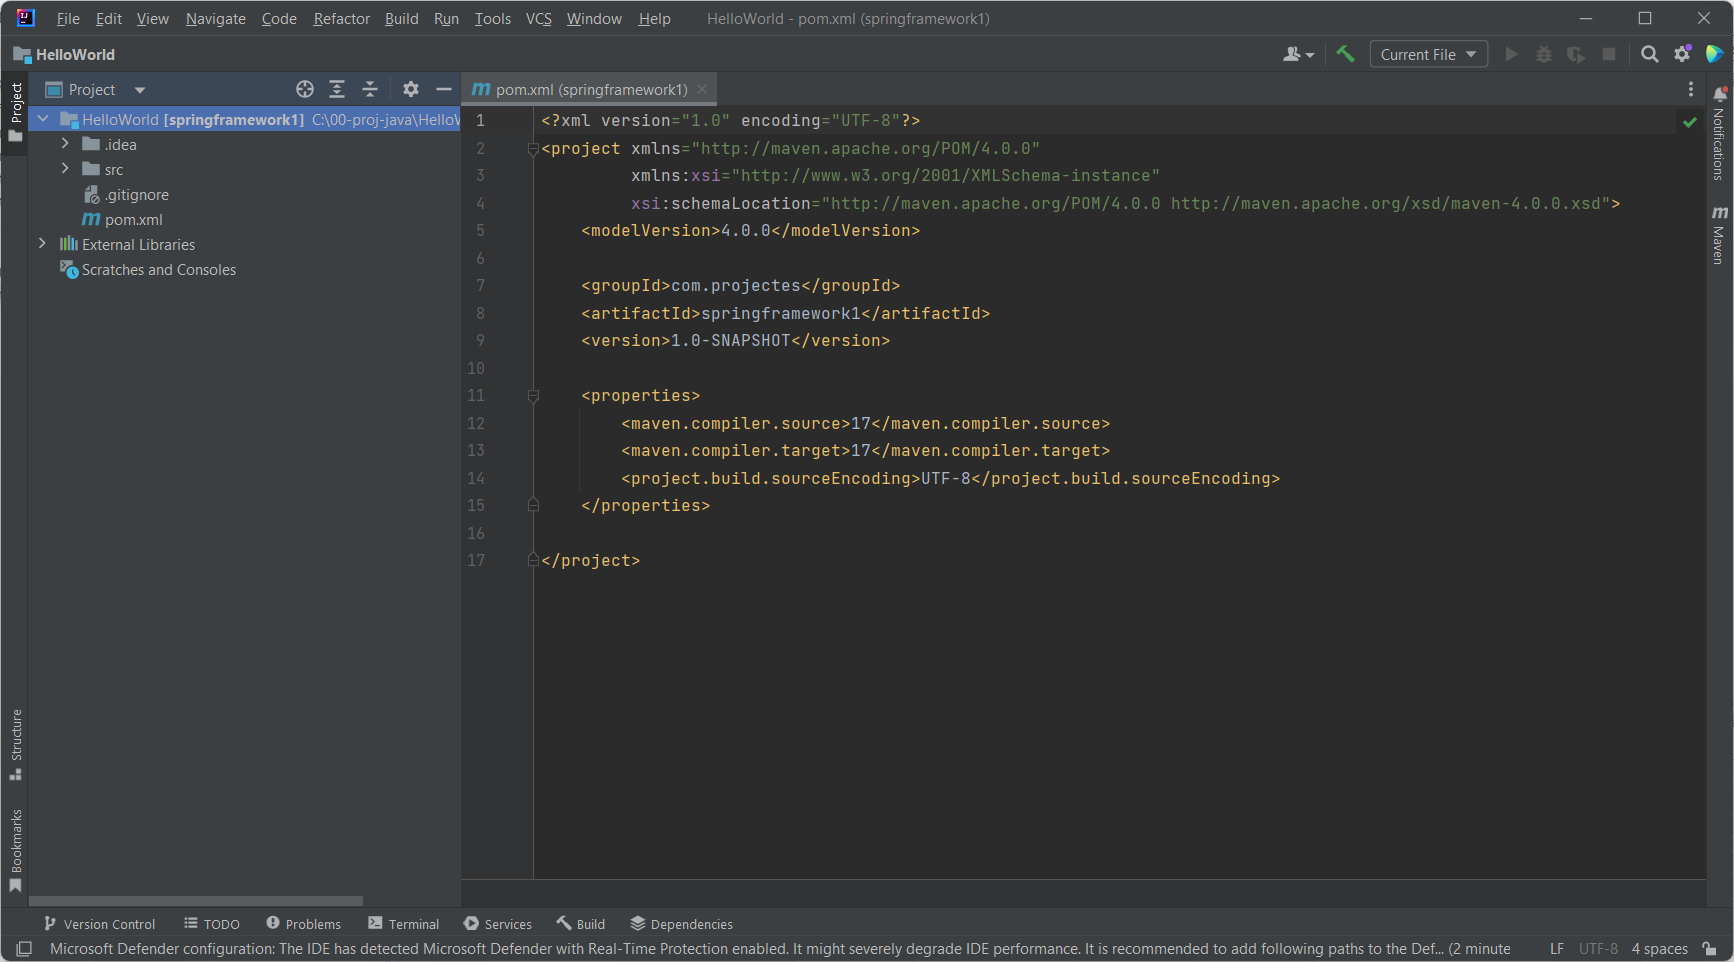 File Edit View Navigate Code Refactor Build Run Tools VCS Window Help HelloWorld - pom.xml (springframework1)
HelloWorld
Current File
Project
Project
HelloWorld [springframework1] C:\00-proj-java\HelloW
.idea
src
.gitignore
pom.xml
External Libraries
Scratches and Consoles
Structure
Bookmarks
pom.xml (springframework1)
1 <?xml version="1.0" encoding="UTF-8"?>
2 <project xmlns="http://maven.apache.org/POM/4.0.0"
3 xmlns:xsi="http://www.w3.org/2001/XMLSchema-instance"
4 xsi:schemaLocation="http://maven.apache.org/POM/4.0.0 http://maven.apache.org/xsd/maven-4.0.0.xsd">
5 <modelVersion>4.0.0</modelVersion>
6
7 <groupId>com.projectes</groupId>
8 <artifactId>springframework1</artifactId>
9 <version>1.0-SNAPSHOT</version>
10
11 <properties>
12 <maven.compiler.source>17</maven.compiler.source>
13 <maven.compiler.target>17</maven.compiler.target>
14 <project.build.sourceEncoding>UTF-8</project.build.sourceEncoding>
15 </properties>
16
17 </project>
Notifications
Maven
Version Control TODO Problems Terminal Services Build Dependencies
Microsoft Defender configuration: The IDE has detected Microsoft Defender with Real-Time Protection enabled. It might severely degrade IDE performance. It is recommended to add following paths to the Def... (2 minute LF UTF-8 4 spaces